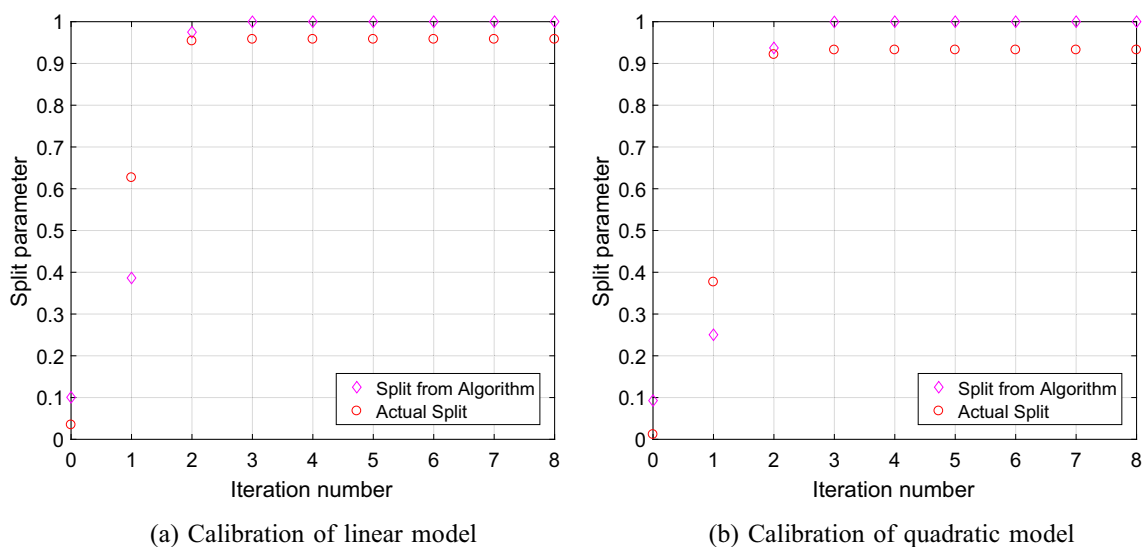 1
0.9
0.8
0.7
0.6
0.5
0.4
0.3
0.2
0.1
0
Split parameter
Split from Algorithm
Actual Split
0 1 2 3 4 5 6 7 8
Iteration number
(a) Calibration of linear model
1
0.9
0.8
0.7
0.6
0.5
0.4
0.3
0.2
0.1
0
Split parameter
Split from Algorithm
Actual Split
0 1 2 3 4 5 6 7 8
Iteration number
(b) Calibration of quadratic model